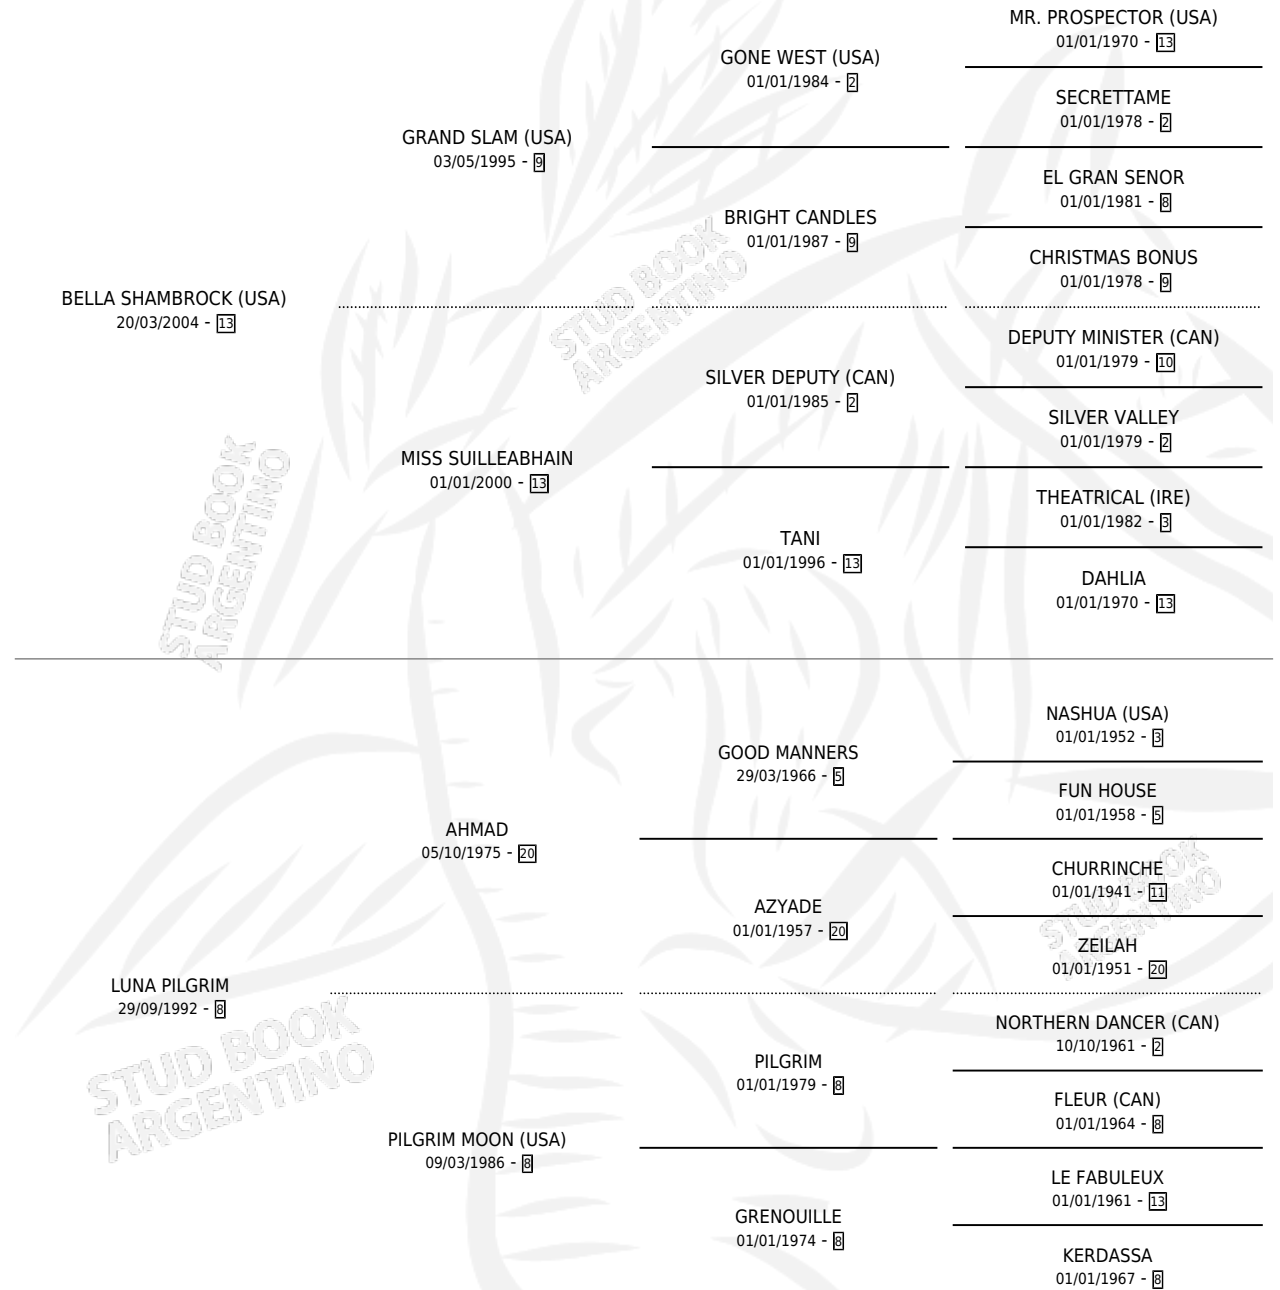 MR. PROSPECTOR (USA)
01/01/1970 - 13
GONE WEST (USA)
01/01/1984 - 2
SECRETTAME
01/01/1978 - 2
GRAND SLAM (USA)
03/05/1995 - 9
EL GRAN SENOR
01/01/1981 - 8
BRIGHT CANDLES
01/01/1987 - 9
CHRISTMAS BONUS
01/01/1978 - 9
BELLA SHAMBROCK (USA)
20/03/2004 - 13
STUD BOOK
ARGENTINO
DEPUTY MINISTER (CAN)
01/01/1979 - 10
SILVER DEPUTY (CAN)
01/01/1985 - 2
SILVER VALLEY
01/01/1979 - 2
MISS SUILLEABHAIN
01/01/2000 - 13
THEATRICAL (IRE)
01/01/1982 - 3
TANI
01/01/1996 - 13
DAHLIA
01/01/1970 - 13
STUD BOOK
ARGENTINO
NASHUA (USA)
01/01/1952 - 3
GOOD MANNERS
29/03/1966 - 5
FUN HOUSE
01/01/1958 - 5
AHMAD
05/10/1975 - 20
CHURRINCHE
01/01/1941 - 11
AZYADE
01/01/1957 - 20
STUD BOOK
ARGENTINO
ZEILAH
01/01/1951 - 20
LUNA PILGRIM
29/09/1992 - 8
NORTHERN DANCER (CAN)
10/10/1961 - 2
PILGRIM
01/01/1979 - 8
FLEUR (CAN)
01/01/1964 - 8
STUD BOOK
ARGENTINO
PILGRIM MOON (USA)
09/03/1986 - 8
LE FABULEUX
01/01/1961 - 13
GRENOUILLE
01/01/1974 - 8
KERDASSA
01/01/1967 - 8